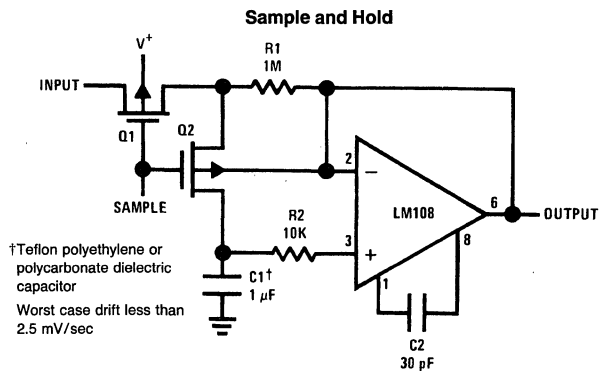 Sample and Hold
V+
R1
1M
INPUT
Q1
Q2
SAMPLE
2
−
LM108
6
OUTPUT
8
R2
10K
3
+
1
C1†
1 µF
C2
30 pF
†Teflon polyethylene or
polycarbonate dielectric
capacitor
Worst case drift less than
2.5 mV/sec